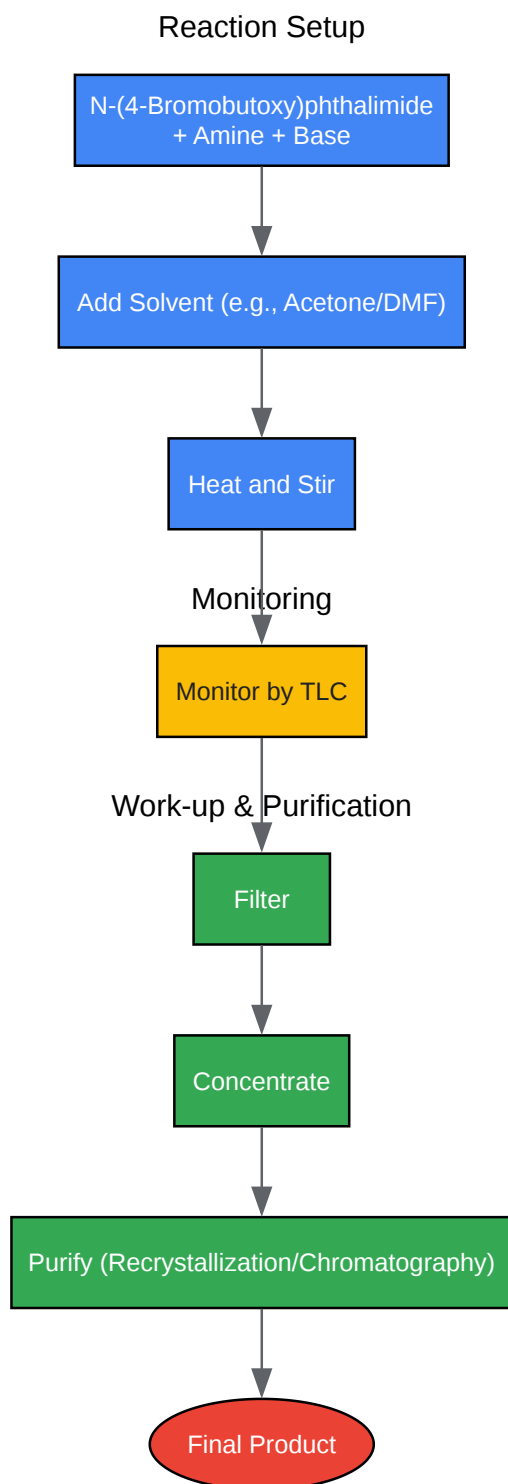 Reaction Setup
N-(4-Bromobutoxy)phthalimide
+ Amine + Base
Add Solvent (e.g., Acetone/DMF)
Heat and Stir
Monitoring
Monitor by TLC
Work-up & Purification
Filter
Concentrate
Purify (Recrystallization/Chromatography)
Final Product